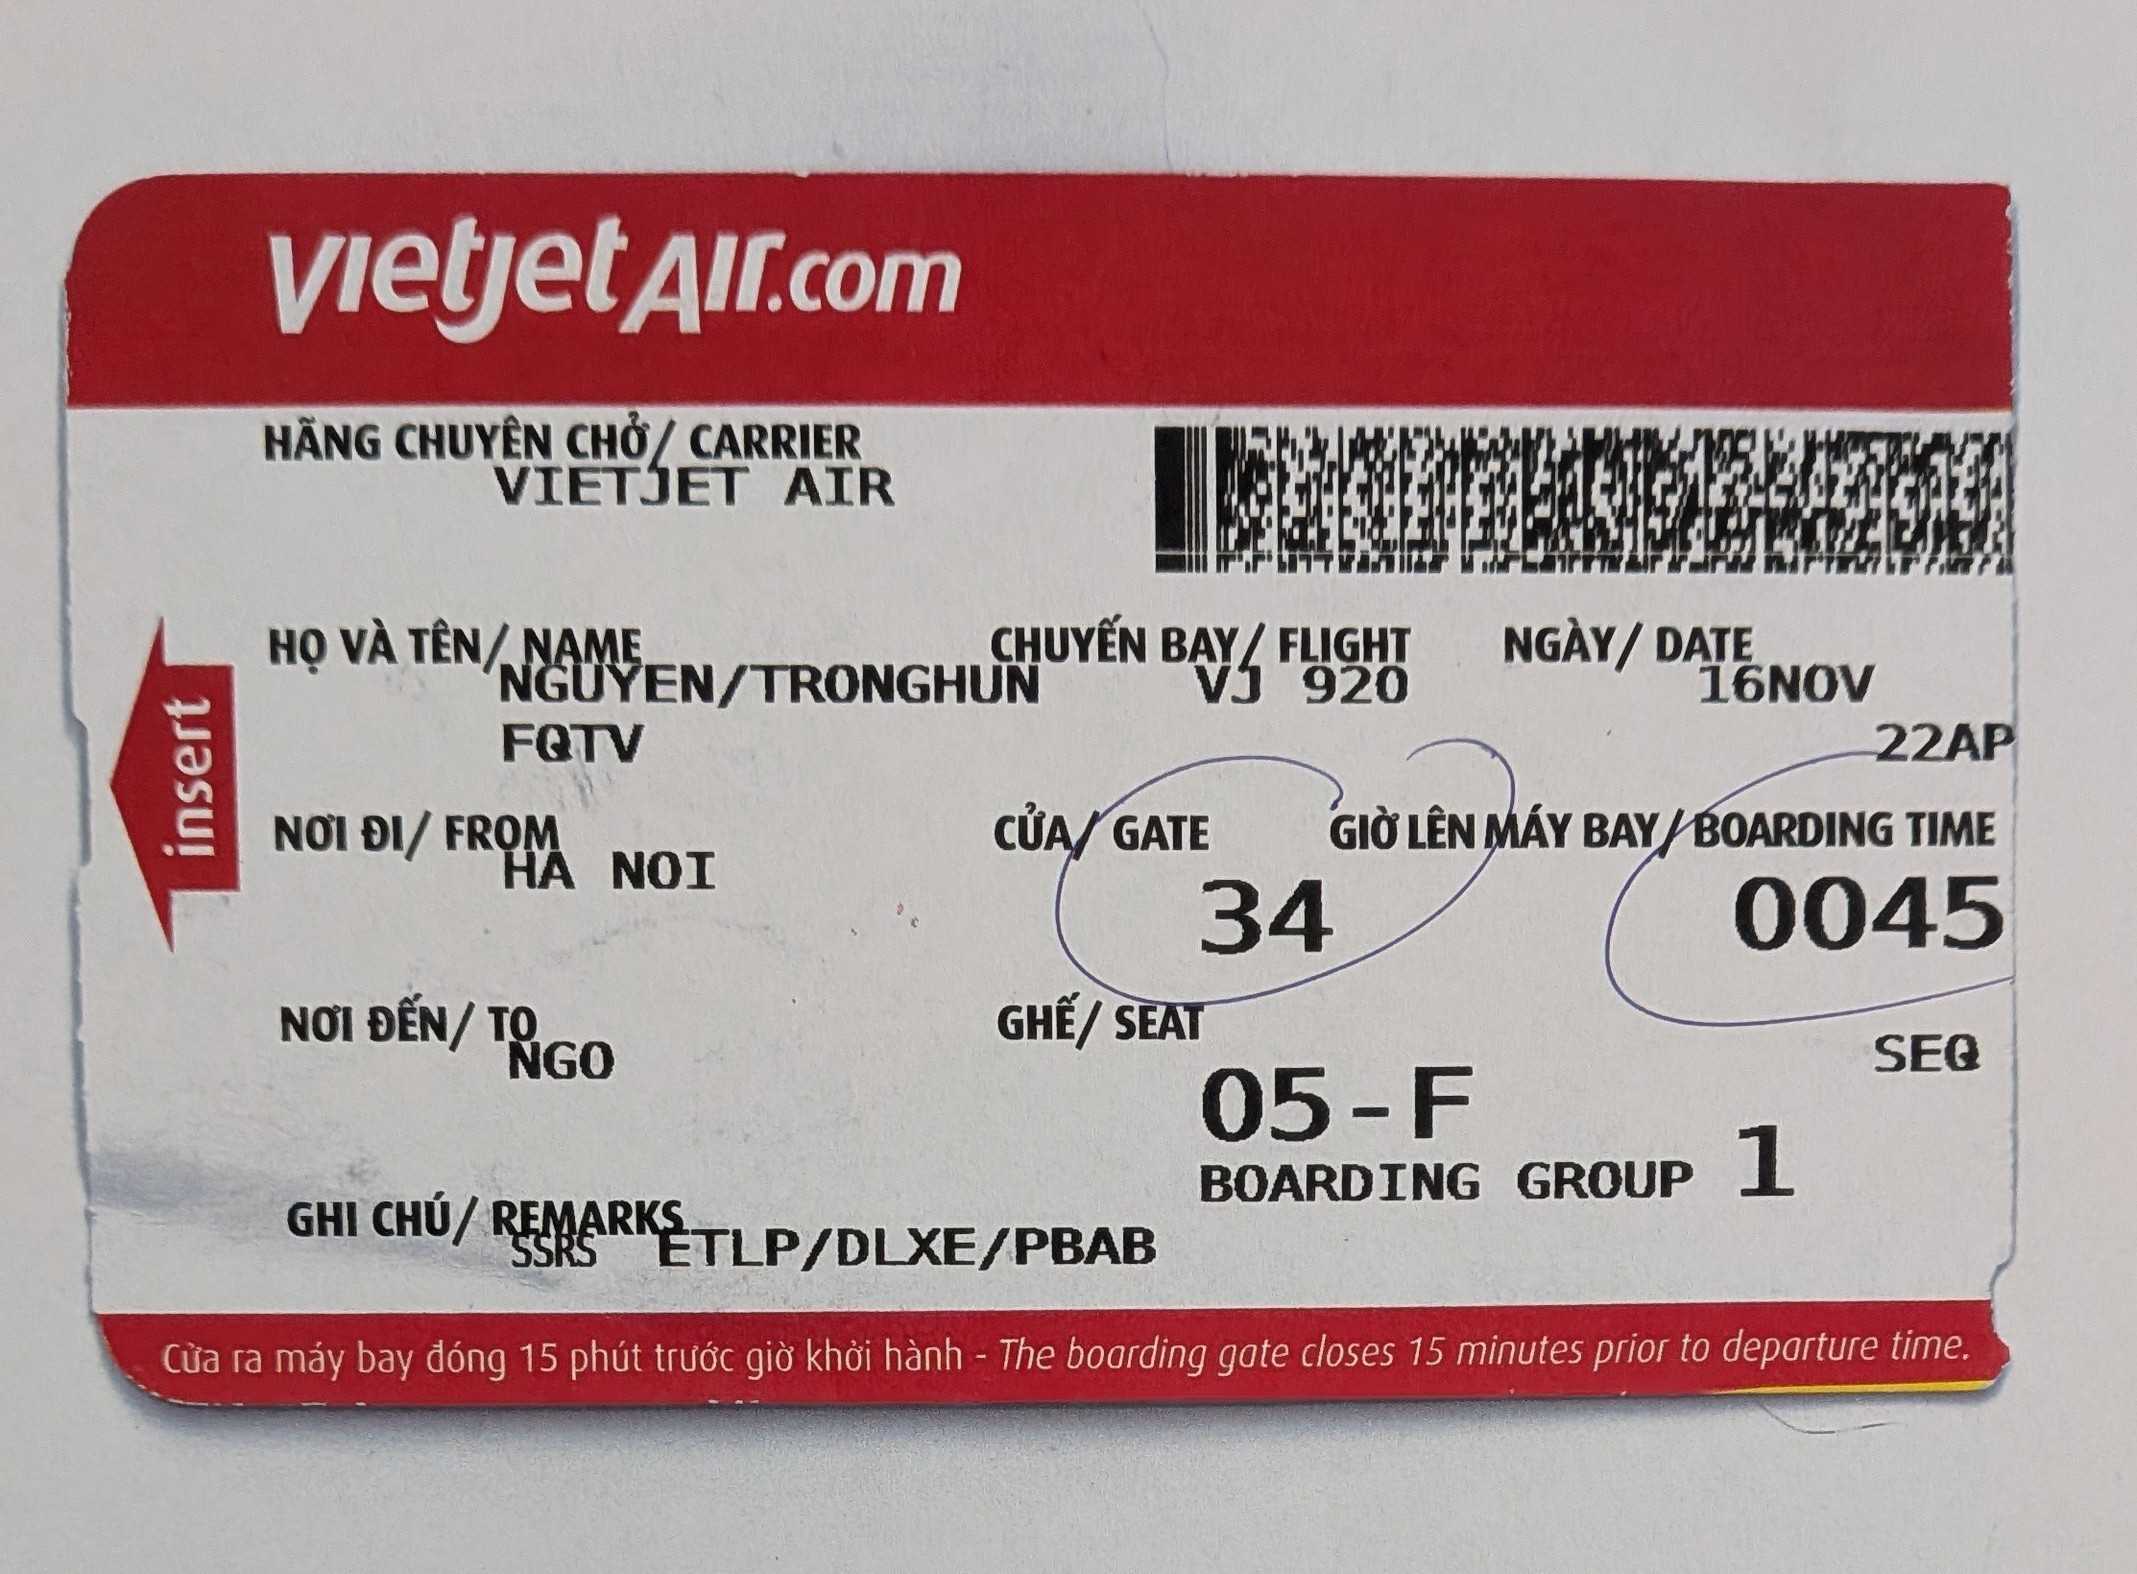 vietjetAir.com
HÃNG CHUYÊN CHỞ/ CARRIER
VIETJET AIR
HỌ VÀ TÊN/ NAME CHUYẾN BAY/ FLIGHT NGÀY/ DATE
NGUYEN/TRONGHUN VJ 920 16NOV
FQTV 22AP
insert
NƠI ĐI/ FROM CỬA/ GATE GIỜ LÊN MÁY BAY/ BOARDING TIME
HA NOI 34 0045
NƠI ĐẾN/ TO GHẾ/ SEAT
NGO SEQ
05-F
BOARDING GROUP 1
GHI CHÚ/ REMARKS
SSRS ETLP/DLXE/PBAB
Cửa ra máy bay đóng 15 phút trước giờ khởi hành - The boarding gate closes 15 minutes prior to departure time.